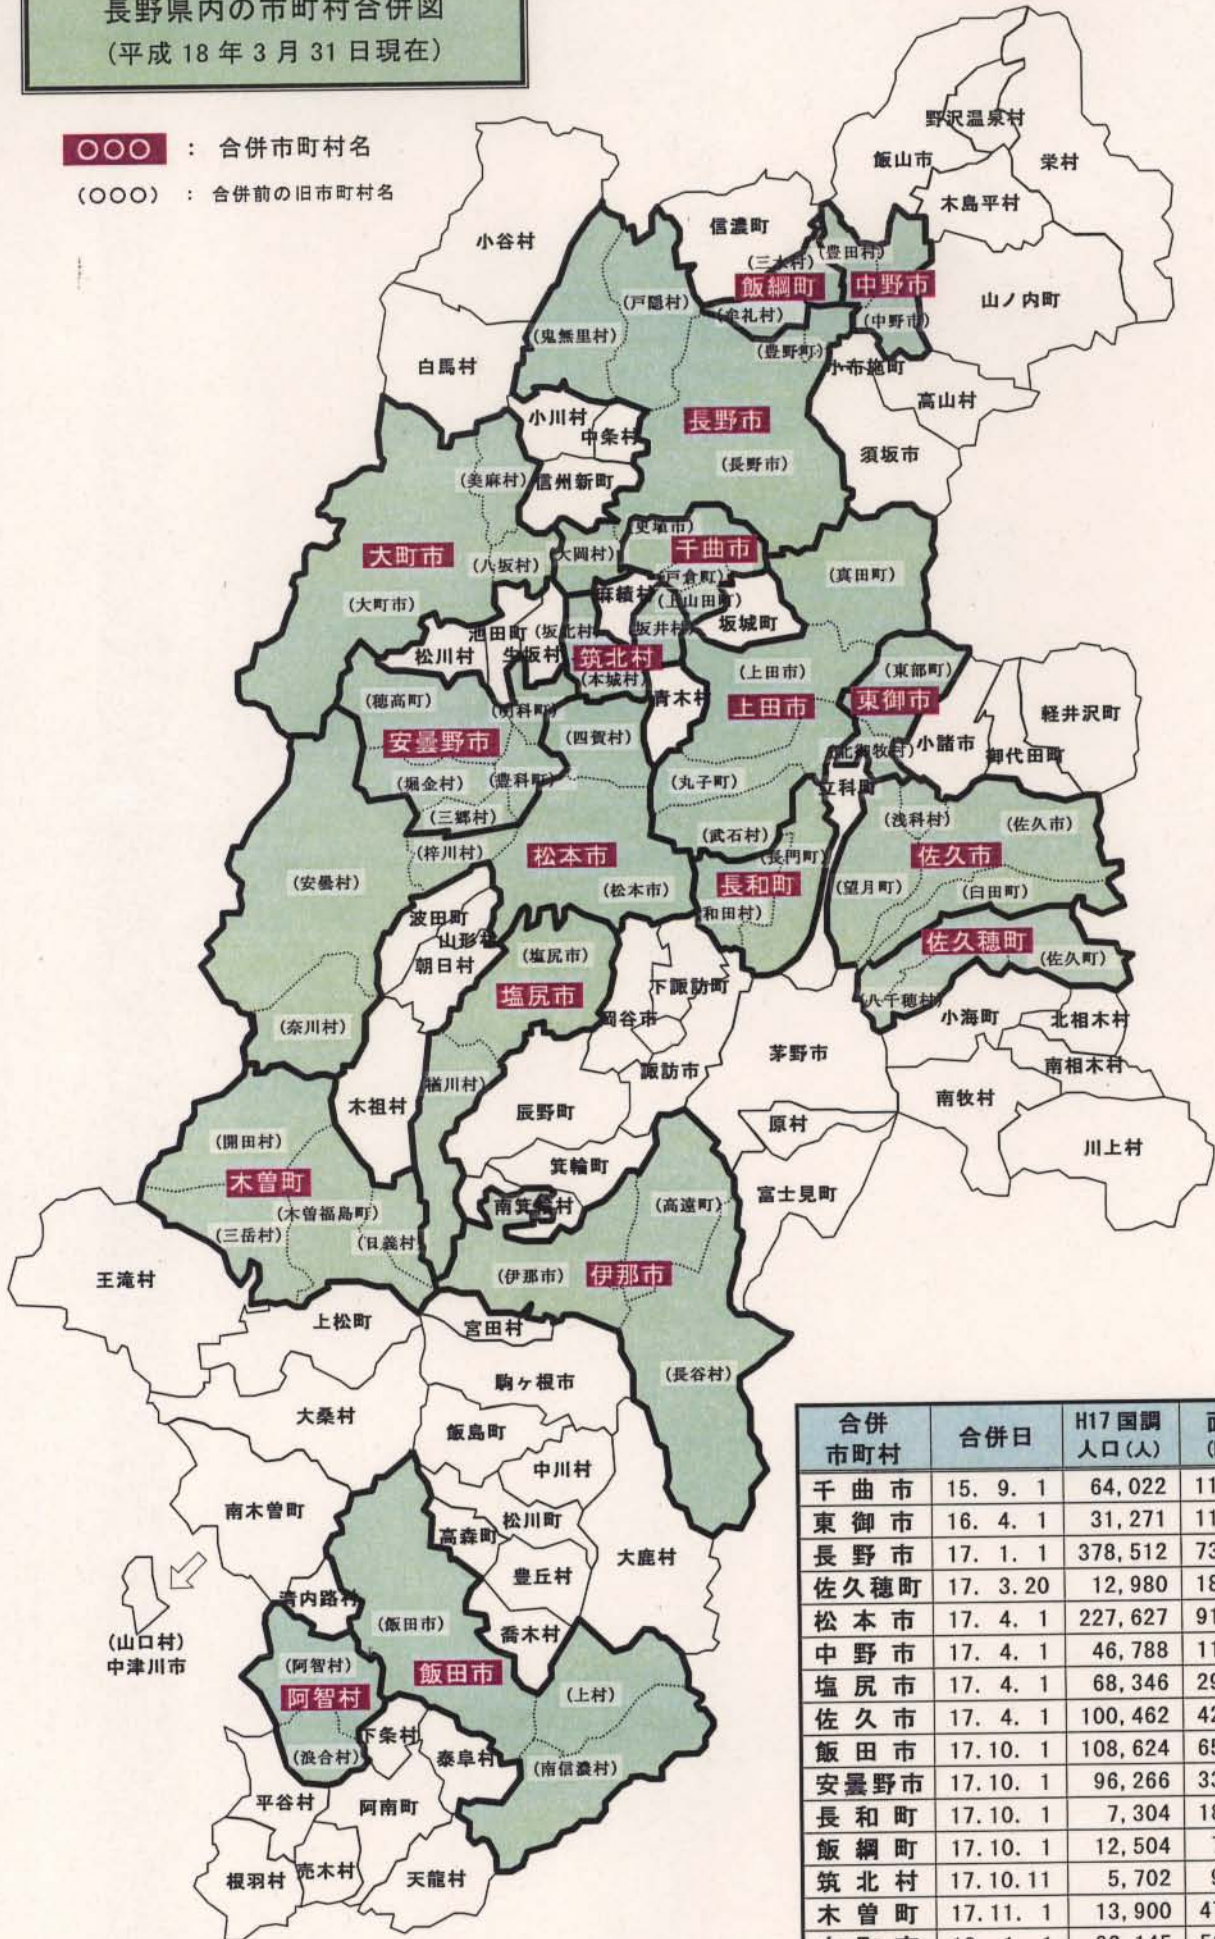 長野県内の市町村合併図
(平成18年3月31日現在)
○○○ : 合併市町村名
(○○○) : 合併前の旧市町村名
野沢温泉村
飯山市
栄村
木島平村
信濃町
小谷村
(三水村)
(豊田村)
飯綱町
中野市
山ノ内町
(戸隠村)
(牟礼村)
(中野市)
(鬼無里村)
(豊野町)
小布施町
白馬村
高山村
小川村
長野市
中条村
須坂市
(長野市)
(美麻村)
信州新町
(更埴市)
大町市
(大岡村)
千曲市
(八坂村)
(戸倉町)
(真田町)
(大町市)
麻績村
(上山田町)
池田町
(坂北村)
(坂井村)
坂城町
松川村
生坂村
筑北村
(本城村)
(上田市)
(東部町)
(穂高町)
青木村
上田市
東御市
軽井沢町
(明科町)
安曇野市
(四賀村)
(北御牧村)
小諸市
御代田町
(堀金村)
(豊科町)
(丸子町)
立科町
(三郷村)
(武石村)
(浅科村)
(佐久市)
(梓川村)
松本市
(長門町)
佐久市
(安曇村)
(松本市)
長和町
(望月町)
(臼田町)
波田町
(和田村)
山形村
佐久穂町
朝日村
(塩尻市)
(佐久町)
塩尻市
下諏訪町
(八千穂村)
岡谷市
小海町
北相木村
(奈川村)
茅野市
諏訪市
南相木村
(楢川村)
木祖村
辰野町
南牧村
原村
(開田村)
川上村
箕輪町
木曽町
富士見町
南箕輪村
(高遠町)
(木曽福島町)
(三岳村)
(日義村)
王滝村
(伊那市)
伊那市
上松町
宮田村
(長谷村)
駒ヶ根市
大桑村
飯島町
中川村
南木曽町
松川町
高森町
大鹿村
豊丘村
清内路村
(飯田市)
(山口村)
中津川市
喬木村
(阿智村)
飯田市
阿智村
(上村)
下条村
(浪合村)
泰阜村
(南信濃村)
平谷村
阿南町
根羽村
売木村
天龍村
合併市町村 合併日 H17国調人口(人)
千曲市 15. 9. 1 64,022 11
東御市 16. 4. 1 31,271 11
長野市 17. 1. 1 378,512 73
佐久穂町 17. 3.20 12,980 18
松本市 17. 4. 1 227,627 91
中野市 17. 4. 1 46,788 11
塩尻市 17. 4. 1 68,346 29
佐久市 17. 4. 1 100,462 42
飯田市 17.10. 1 108,624 65
安曇野市 17.10. 1 96,266 33
長和町 17.10. 1 7,304 18
飯綱町 17.10. 1 12,504
筑北村 17.10.11 5,702
木曽町 17.11. 1 13,900 47